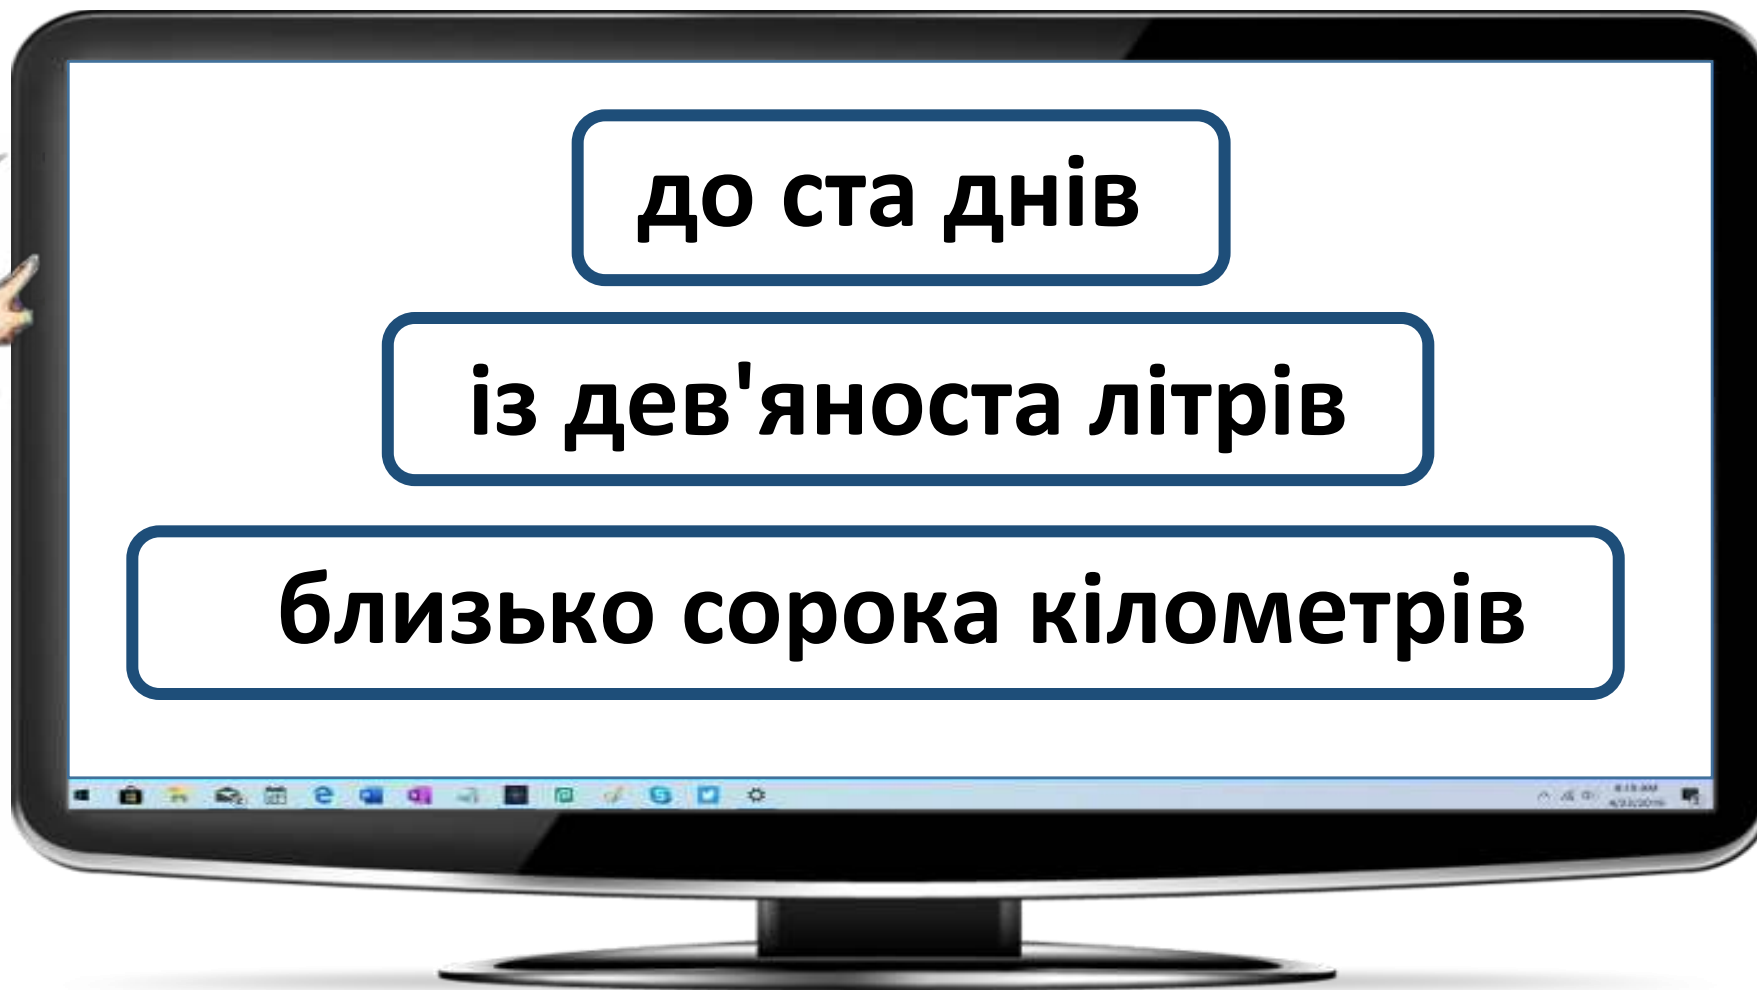 до ста днів
із дев'яноста літрів
близько сорока кілометрів